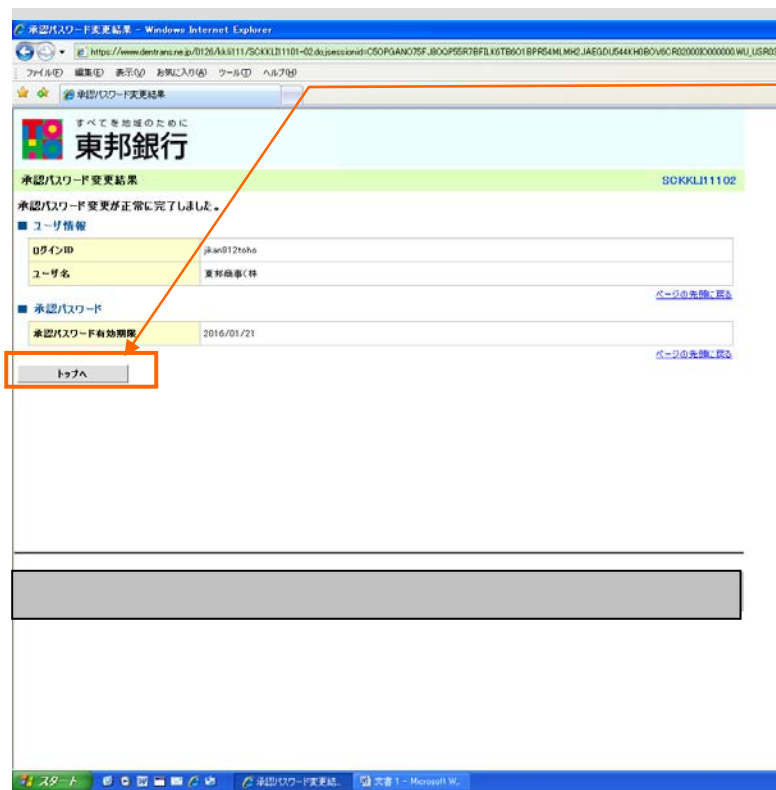 承認パスワード変更結果 - Windows Internet Explorer
ファイル(F) 編集(E) 表示(V) お気に入り(A) ツール(T) ヘルプ(H)
承認パスワード変更結果
すべてを地域のために
東邦銀行
承認パスワード変更結果 SCKKLI11102
承認パスワード変更が正常に完了しました。
■ ユーザ情報
ログインID jikan912toho
ユーザ名 東邦商事(株
ページの先頭に戻る
■ 承認パスワード
承認パスワード有効期限 2016/01/21
ページの先頭に戻る
トップへ
スタート 承認パスワード変更結... 文書 1 - Microsoft W...